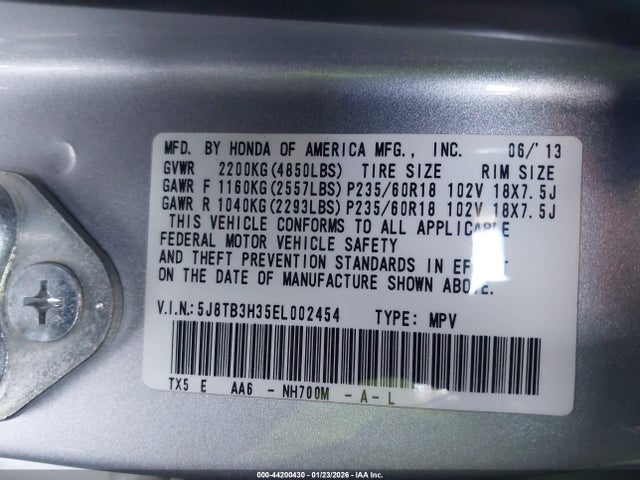 MFD. BY HONDA OF AMERICA MFG., INC. 06/'13
GVWR 2200KG(4850LBS) TIRE SIZE RIM SIZE
GAWR F 1160KG(2557LBS)P235/60R18 102V 18X7.5J
GAWR R 1040KG(2293LBS)P235/60R18 102V 18X7.5J
THIS VEHICLE CONFORMS TO ALL APPLICABLE
FEDERAL MOTOR VEHICLE SAFETY
AND THEFT PREVENTION STANDARDS IN EFFECT
ON THE DATE OF MANUFACTURE SHOWN ABOVE.
V.I.N.:5J8TB3H35EL002454 TYPE: MPV
TX5 E AA6 - NH700M - A - L
000-44200430 - 01/23/2026 - IAA Inc.